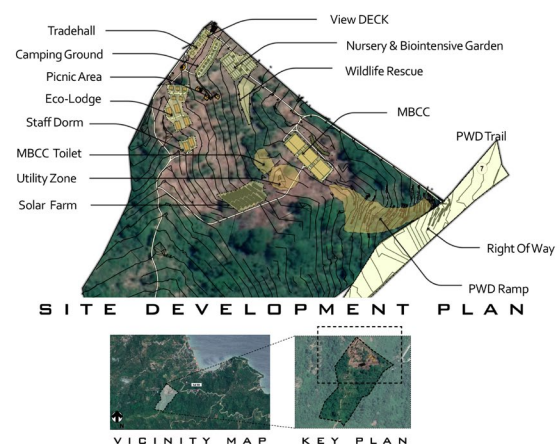 View DECK
Tradehall
Nursery & Biointensive Garden
Camping Ground
Picnic Area
Wildlife Rescue
Eco-Lodge
Staff Dorm
MBCC
PWD Trail
MBCC Toilet
Utility Zone
Solar Farm
Right Of Way
PWD Ramp
SITE DEVELOPMENT PLAN
VICINITY MAP
KEY PLAN